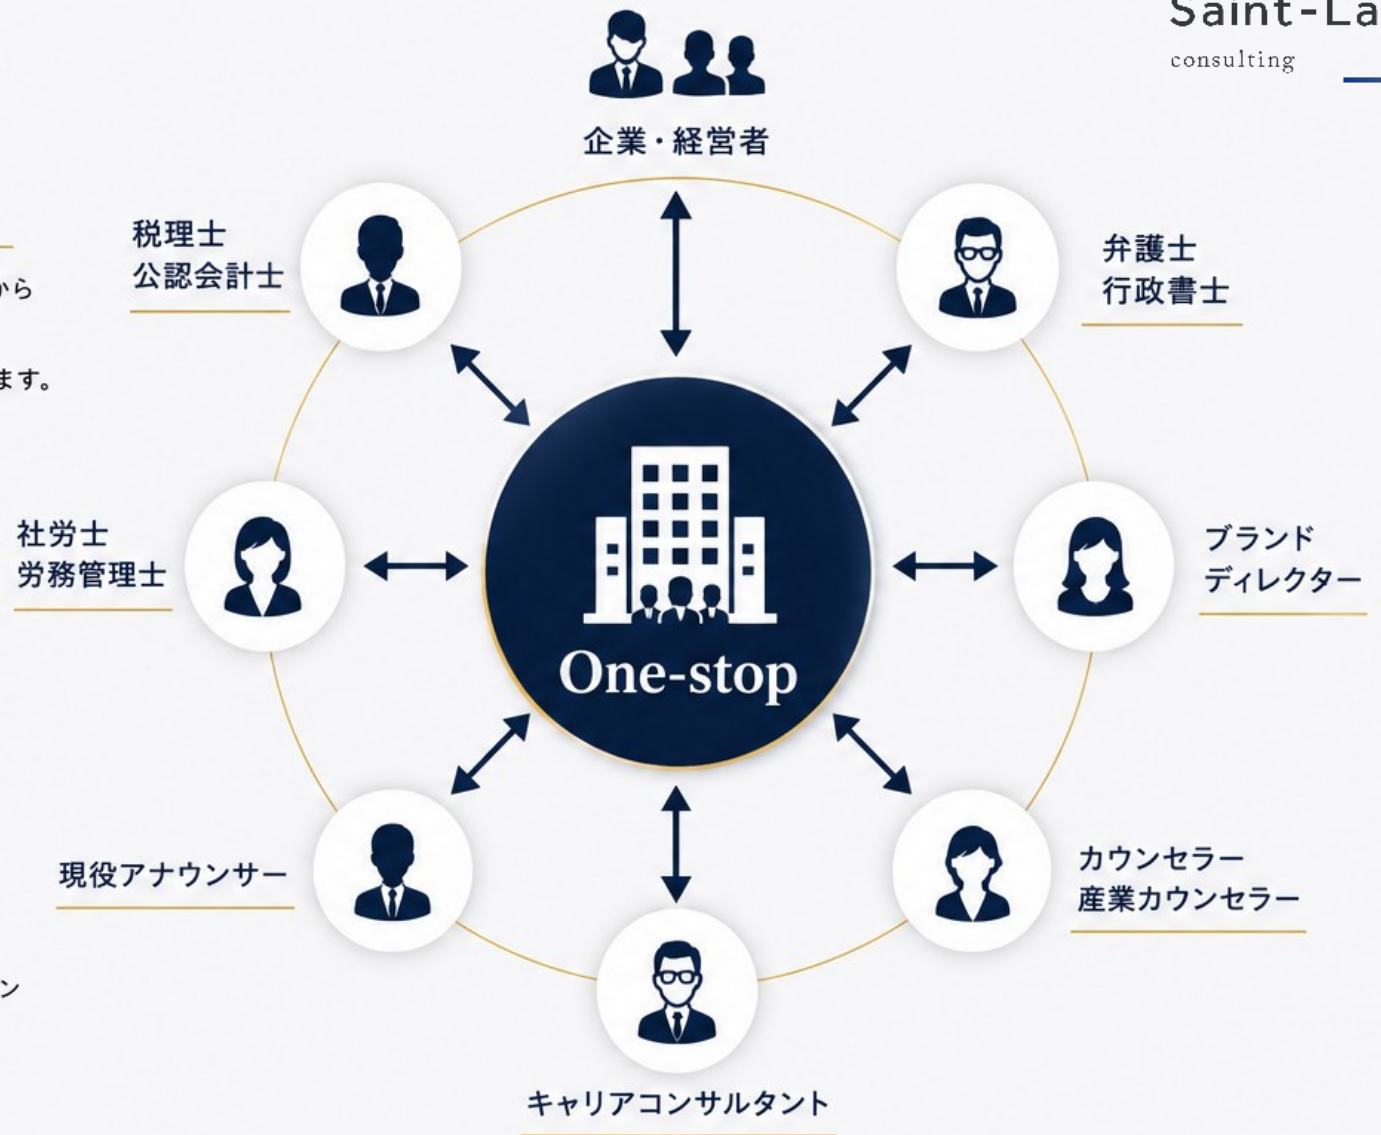 Saint-La
consulting
企業・経営者
税理士
公認会計士
弁護士
行政書士
から
ます。
社労士
労務管理士
ブランド
ディレクター
One-stop
現役アナウンサー
カウンセラー
産業カウンセラー
ン
キャリアコンサルタント